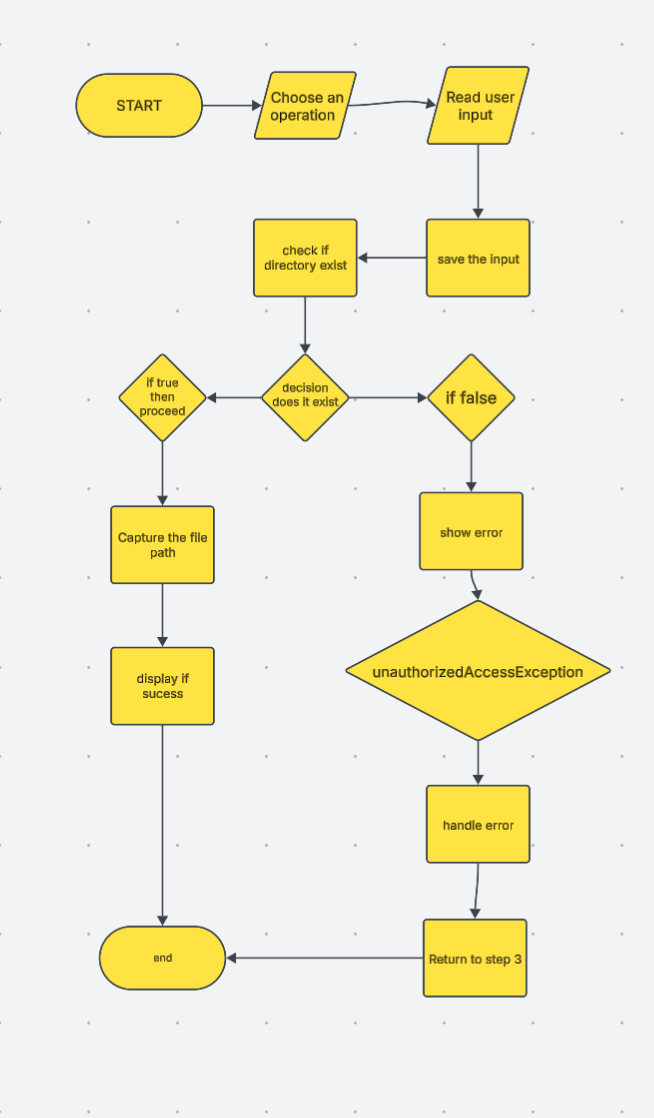 START
Choose an
operation
Read user
input
check if
directory exist
save the input
if true
then
proceed
decision
does it exist
if false
Capture the file
path
show error
display if
sucess
unauthorizedAccessException
handle error
end
Return to step 3